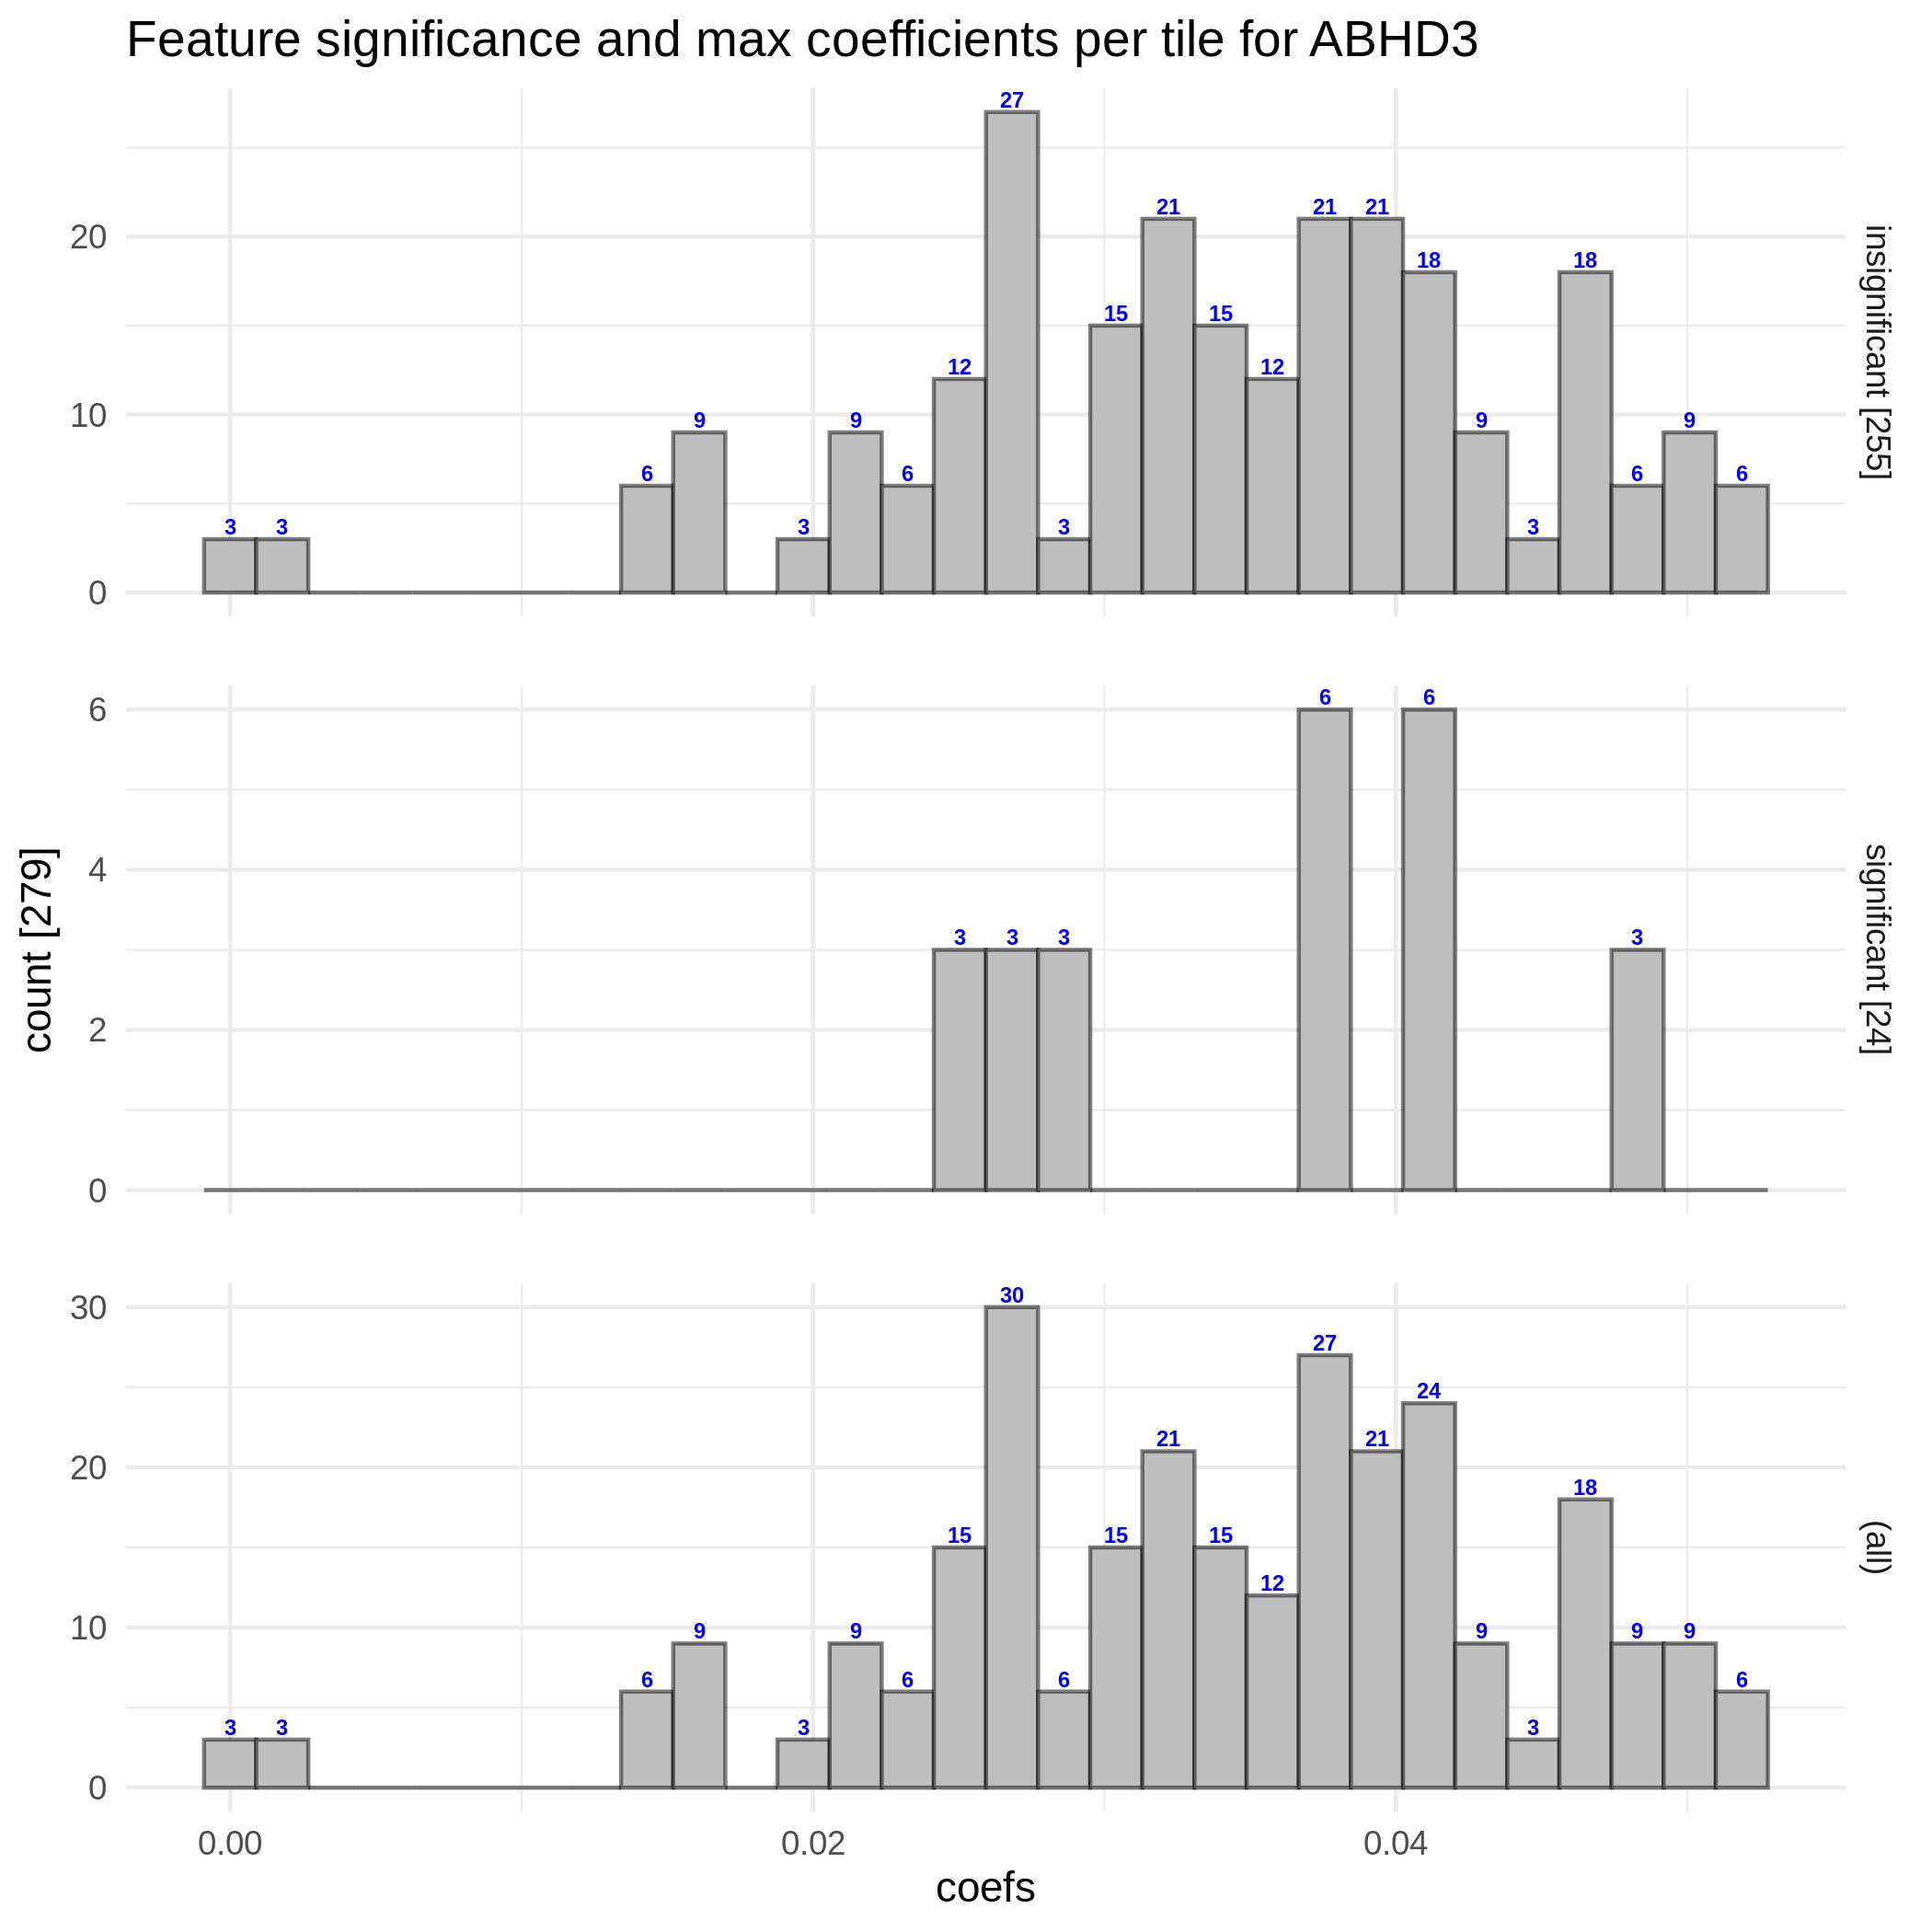 Feature significance and max coefficients per tile for ABHD3
27
21 21 21
20
18 18
15 15
12 12
10
9 9 9 9
6 6 6 6
3 3 3 3 3
0
insignificant [255]
6 6 6
4
3 3 3 3
2
0
significant [24]
count [279]
30 30
27
24
21 21
20
18
15 15 15
12
10
9 9 9 9 9
6 6 6 6
3 3 3 3
0
(all)
0.00 0.02 0.04
coefs